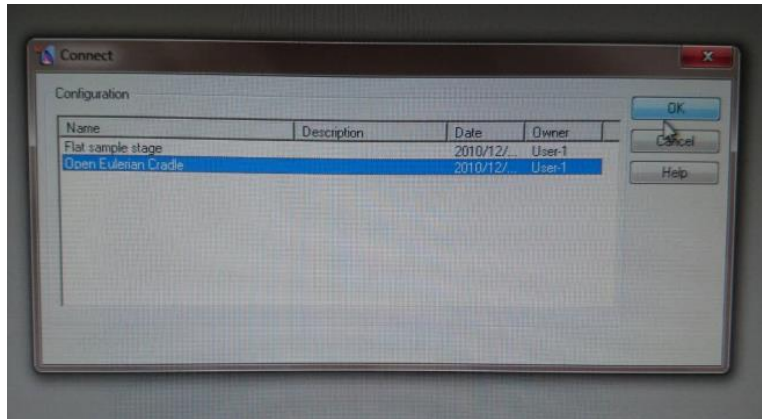 Connect
Configuration
Name Description Date Owner
Flat sample stage 2010/12/... User-1
Open Eulerian Cradle 2010/12/... User-1
OK
Cancel
Help